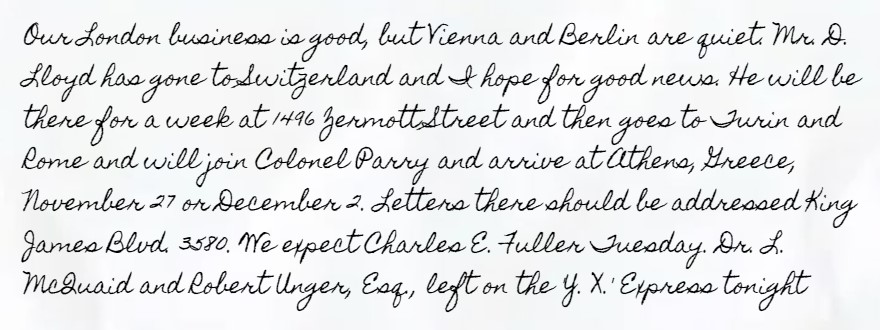 Our London business is good, but Vienna and Berlin are quiet. Mr. D.
Lloyd has gone to Switzerland and I hope for good news. He will be
there for a week at 1496 Zermott Street and then goes to Turin and
Rome and will join Colonel Parry and arrive at Athens, Greece,
November 27 or December 2. Letters there should be addressed King
James Blvd. 3580. We expect Charles E. Fuller Tuesday. Dr. L.
McQuaid and Robert Unger, Esq., left on the Y. X.' Express tonight